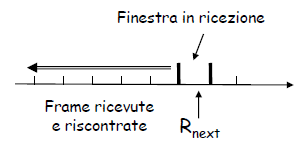 Finestra in ricezione
Frame ricevute
e riscontrate
Rnext